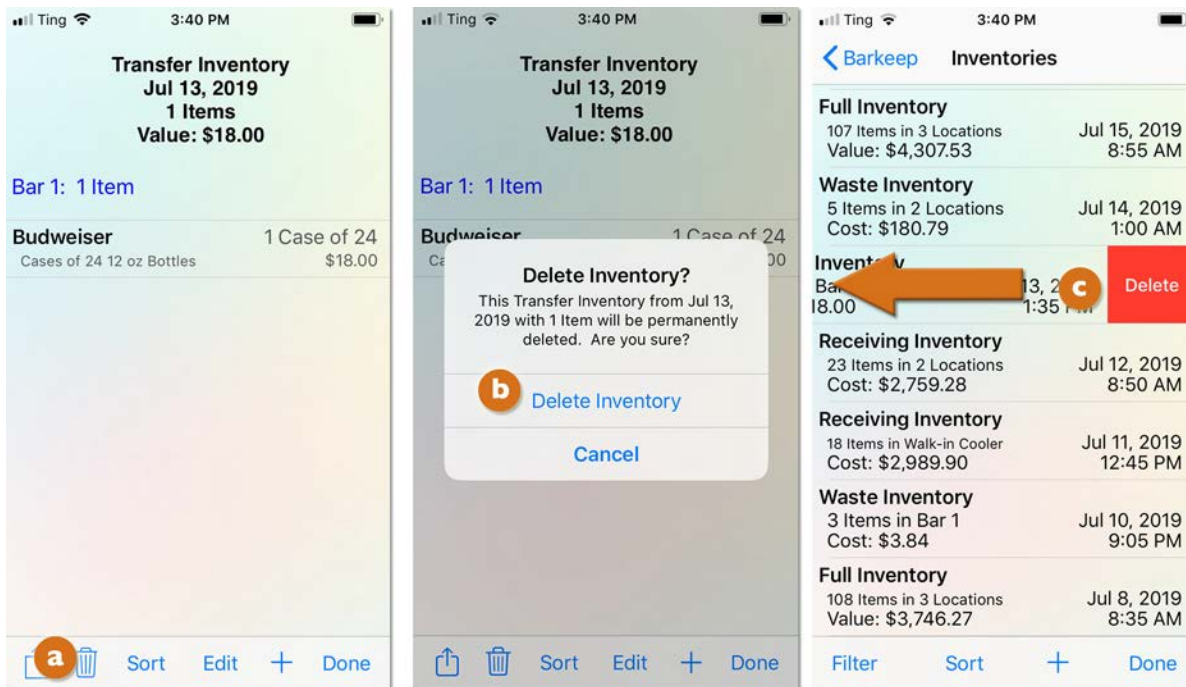 Ting 3:40 PM
Transfer Inventory
Jul 13, 2019
1 Items
Value: $18.00
Bar 1: 1 Item
Budweiser 1 Case of 24
Cases of 24 12 oz Bottles $18.00
a
Sort Edit + Done
Ting 3:40 PM
Transfer Inventory
Jul 13, 2019
1 Items
Value: $18.00
Bar 1: 1 Item
Budweiser 1 Case of 24
Delete Inventory?
This Transfer Inventory from Jul 13,
2019 with 1 Item will be permanently
deleted. Are you sure?
b
Delete Inventory
Cancel
Sort Edit + Done
Ting 3:40 PM
Barkeep Inventories
Full Inventory
107 Items in 3 Locations Jul 15, 2019
Value: $4,307.53 8:55 AM
Waste Inventory
5 Items in 2 Locations Jul 14, 2019
Cost: $180.79 1:00 AM
c Delete
8.00 1:35
Receiving Inventory
23 Items in 2 Locations Jul 12, 2019
Cost: $2,759.28 8:50 AM
Receiving Inventory
18 Items in Walk-in Cooler Jul 11, 2019
Cost: $2,989.90 12:45 PM
Waste Inventory
3 Items in Bar 1 Jul 10, 2019
Cost: $3.84 9:05 PM
Full Inventory
108 Items in 3 Locations Jul 8, 2019
Value: $3,746.27 8:35 AM
Filter Sort + Done